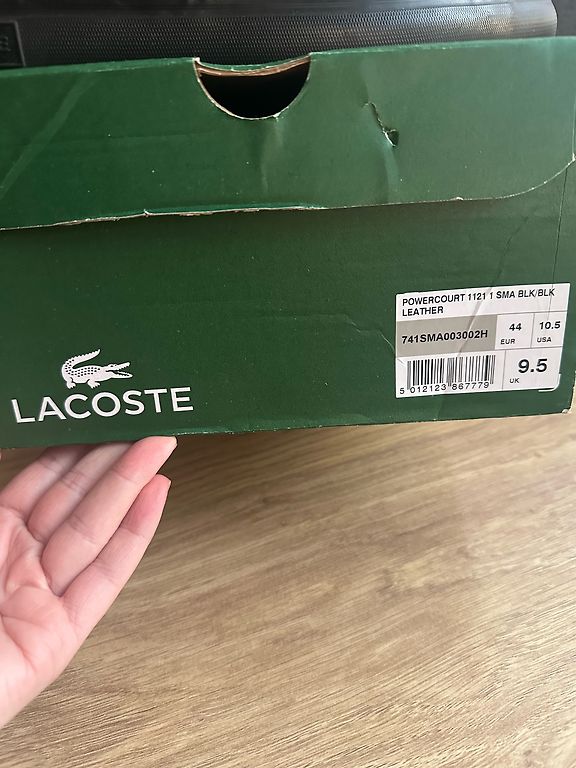 POWERCOURT 1121 1 SMA BLK/BLK
LEATHER
741SMA003002H
44
EUR
10.5
USA
5 012123 867779
9.5
UK
LACOSTE